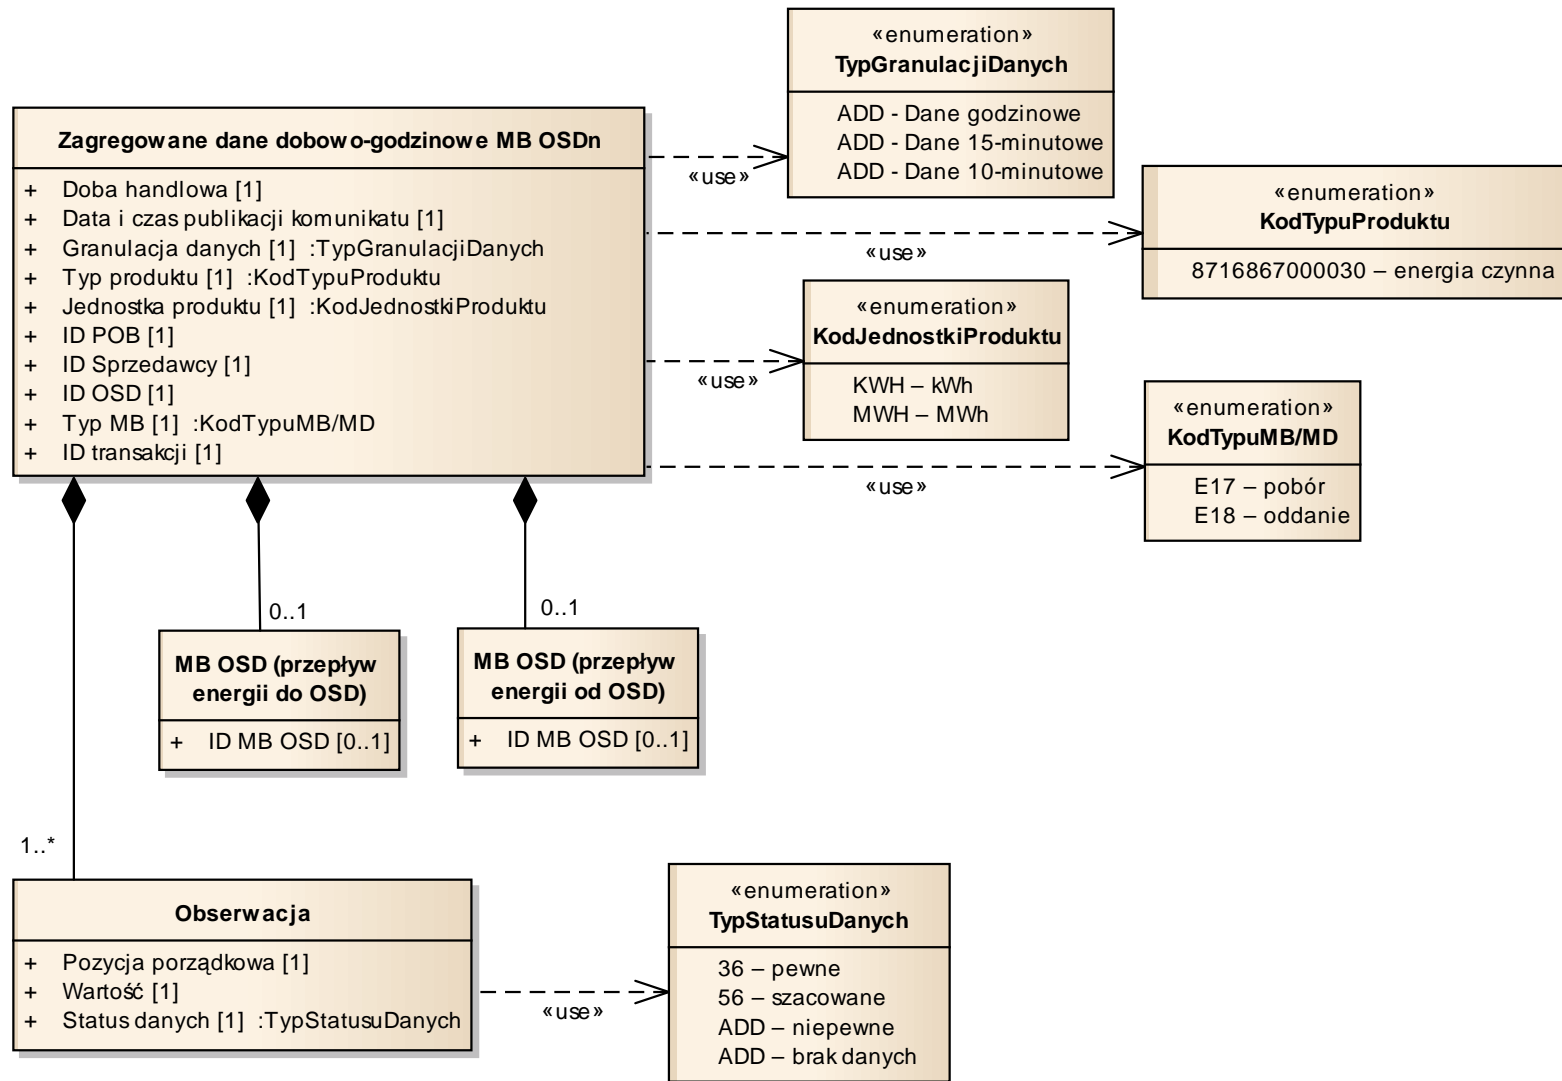 «enumeration»
TypGranulacjiDanych
ADD - Dane godzinowe
ADD - Dane 15-minutowe
ADD - Dane 10-minutowe
Zagregowane dane dobowo-godzinowe MB OSDn
+ Doba handlowa [1]
+ Data i czas publikacji komunikatu [1]
+ Granulacja danych [1] :TypGranulacjiDanych
+ Typ produktu [1] :KodTypuProduktu
+ Jednostka produktu [1] :KodJednostkiProduktu
+ ID POB [1]
+ ID Sprzedawcy [1]
+ ID OSD [1]
+ Typ MB [1] :KodTypuMB/MD
+ ID transakcji [1]
«use»
«use»
«use»
«use»
«enumeration»
KodTypuProduktu
8716867000030 – energia czynna
«enumeration»
KodJednostkiProduktu
KWH – kWh
MWH – MWh
«enumeration»
KodTypuMB/MD
E17 – pobór
E18 – oddanie
0..1
0..1
MB OSD (przepływ
energii do OSD)
+ ID MB OSD [0..1]
MB OSD (przepływ
energii od OSD)
+ ID MB OSD [0..1]
1..*
Obserwacja
+ Pozycja porządkowa [1]
+ Wartość [1]
+ Status danych [1] :TypStatusuDanych
«use»
«enumeration»
TypStatusuDanych
36 – pewne
56 – szacowane
ADD – niepewne
ADD – brak danych